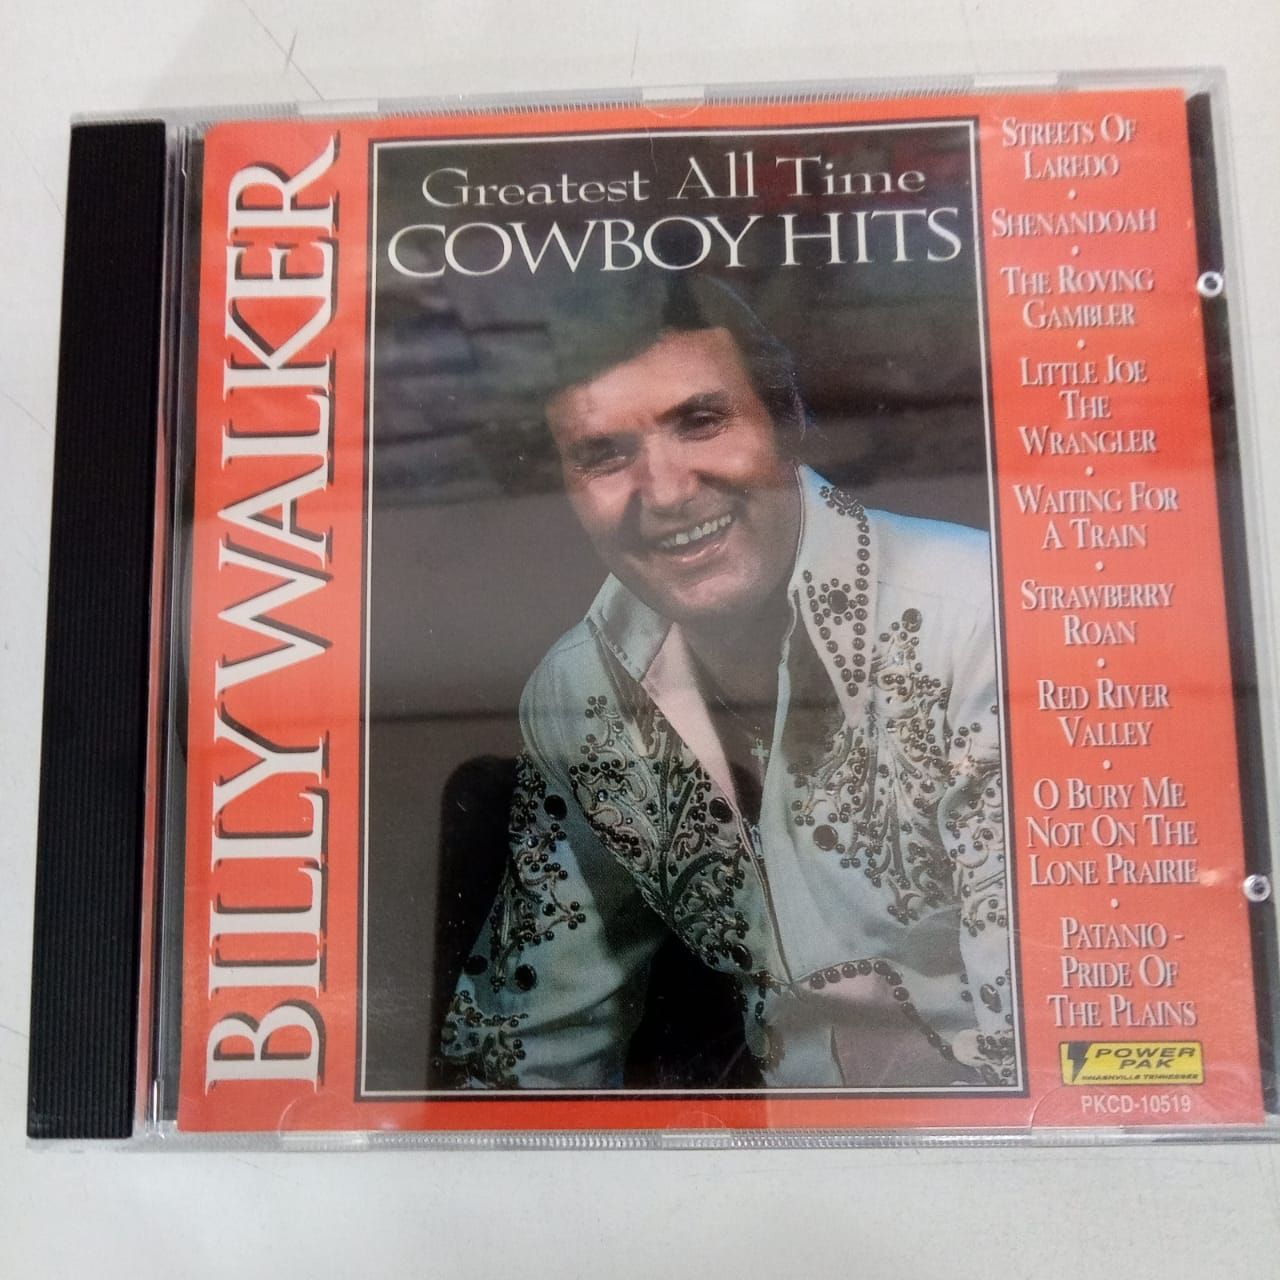 BILLY WALKER
Greatest All Time
COWBOY HITS
STREETS OF
LAREDO
•
SHENANDOAH
•
THE ROVING
GAMBLER
•
LITTLE JOE
THE
WRANGLER
•
WAITING FOR
A TRAIN
•
STRAWBERRY
ROAN
•
RED RIVER
VALLEY
•
O BURY ME
NOT ON THE
LONE PRAIRIE
•
PATANIO -
PRIDE OF
THE PLAINS
POWER
PAK
NASHVILLE TENNESSEE
PKCD-10519